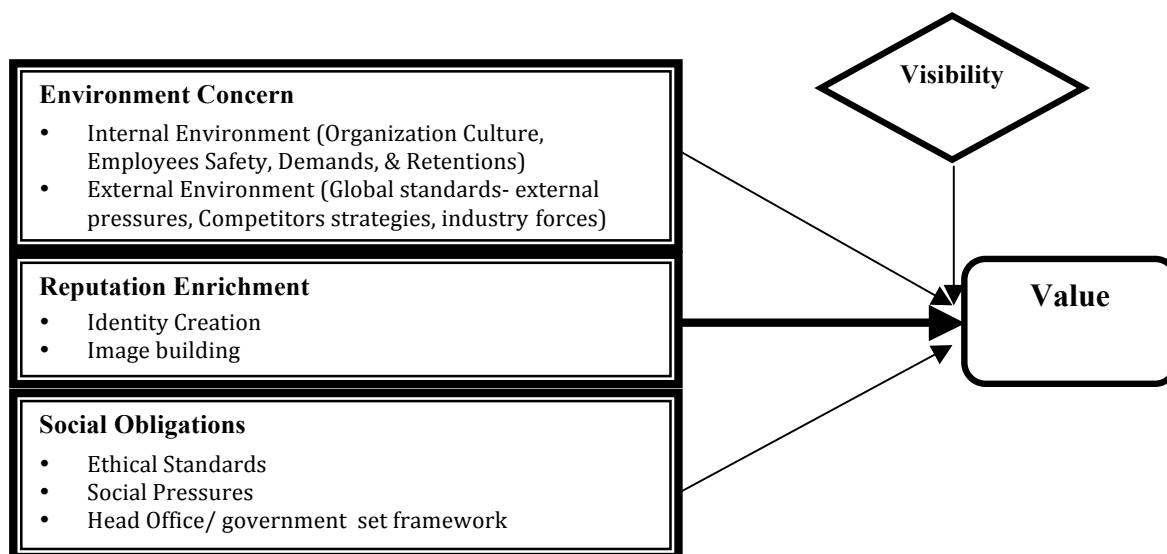 Visibility
Environment Concern
• Internal Environment (Organization Culture,
Employees Safety, Demands, & Retentions)
• External Environment (Global standards- external
pressures, Competitors strategies, industry forces)
Reputation Enrichment
• Identity Creation
• Image building
Value
Social Obligations
• Ethical Standards
• Social Pressures
• Head Office/ government set framework